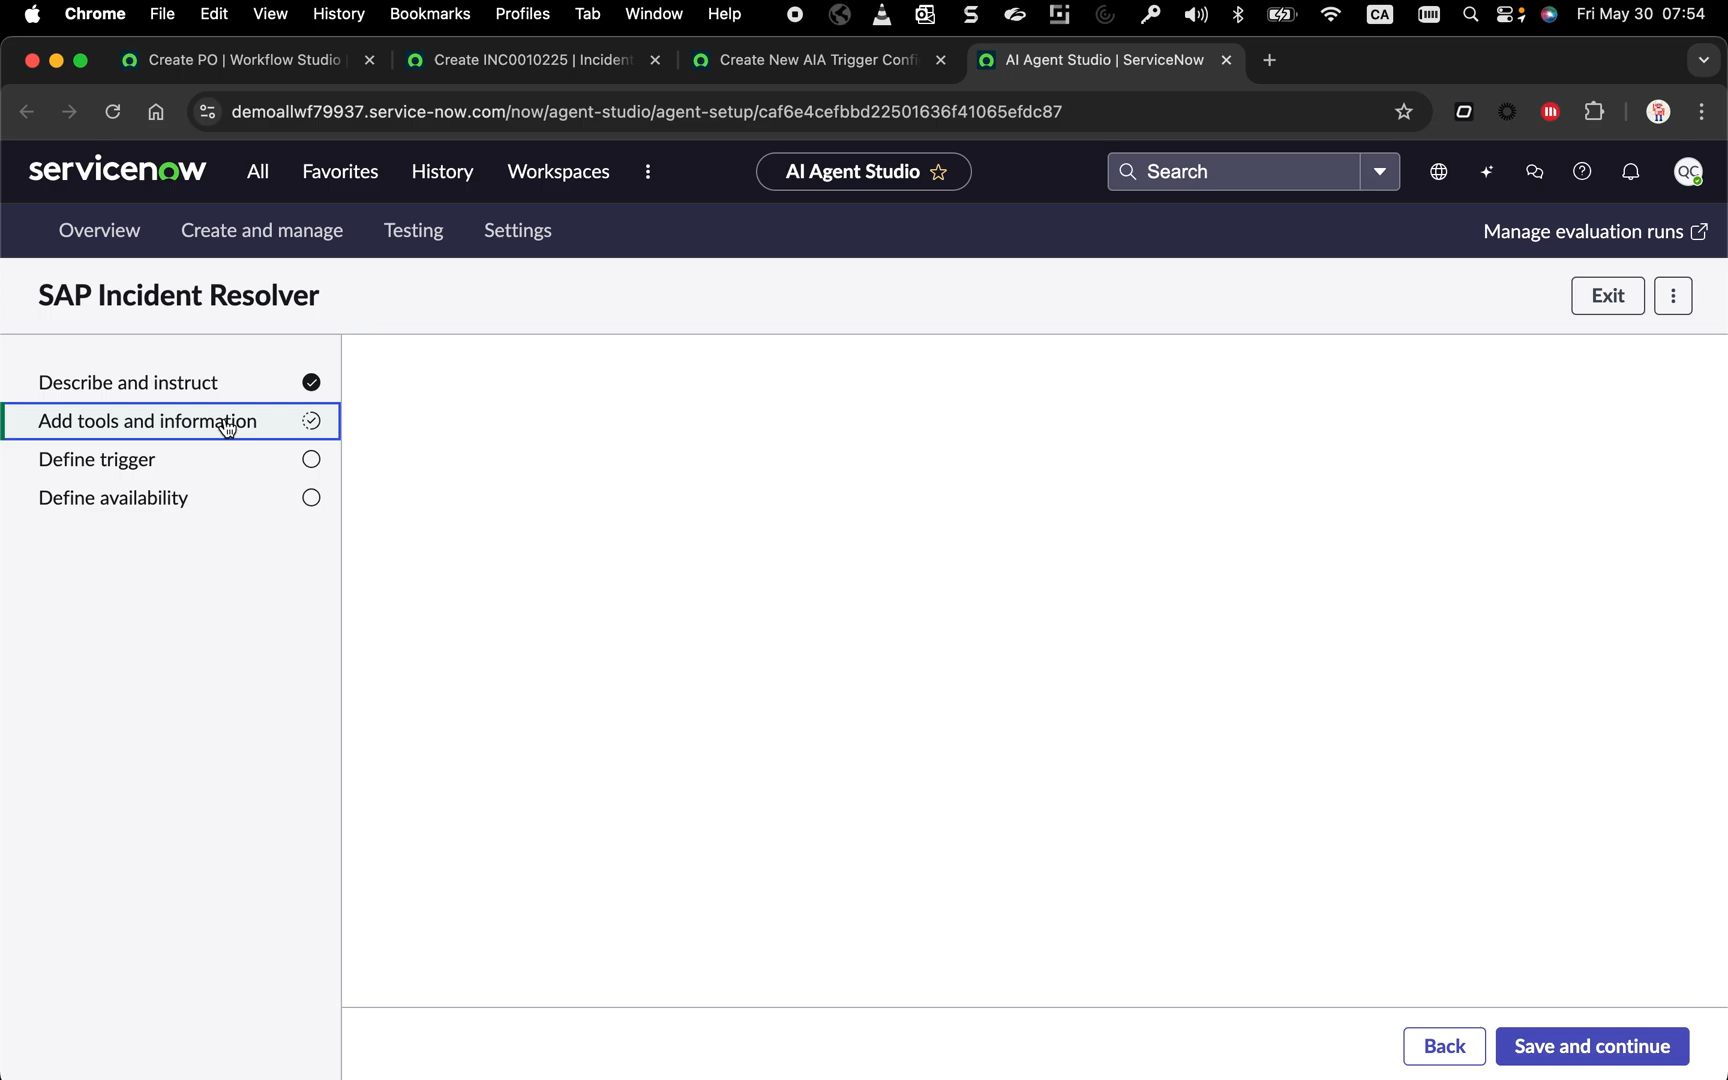 Chrome File Edit View History Bookmarks Profiles Tab Window Help CA Fri May 30 07:54
Create PO | Workflow Studio Create INC0010225 | Incident Create New AIA Trigger Confi AI Agent Studio | ServiceNow
demoallwf79937.service-now.com/now/agent-studio/agent-setup/caf6e4cefbbd22501636f41065efdc87
servicenow All Favorites History Workspaces AI Agent Studio Search QC
Overview Create and manage Testing Settings Manage evaluation runs
SAP Incident Resolver Exit
Describe and instruct
Add tools and information
Define trigger
Define availability
Back Save and continue